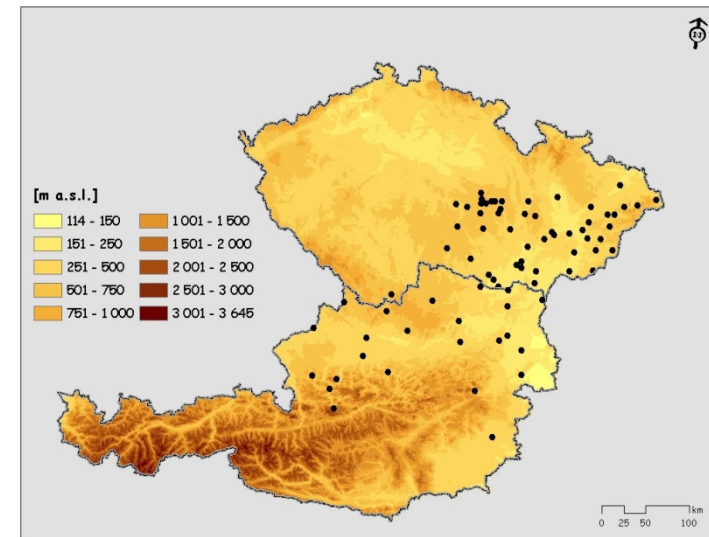 [m a.s.l.]
114 - 150
151 - 250
251 - 500
501 - 750
751 - 1 000
1 001 - 1 500
1 501 - 2 000
2 001 - 2 500
2 501 - 3 000
3 001 - 3 645
km
0 25 50 100